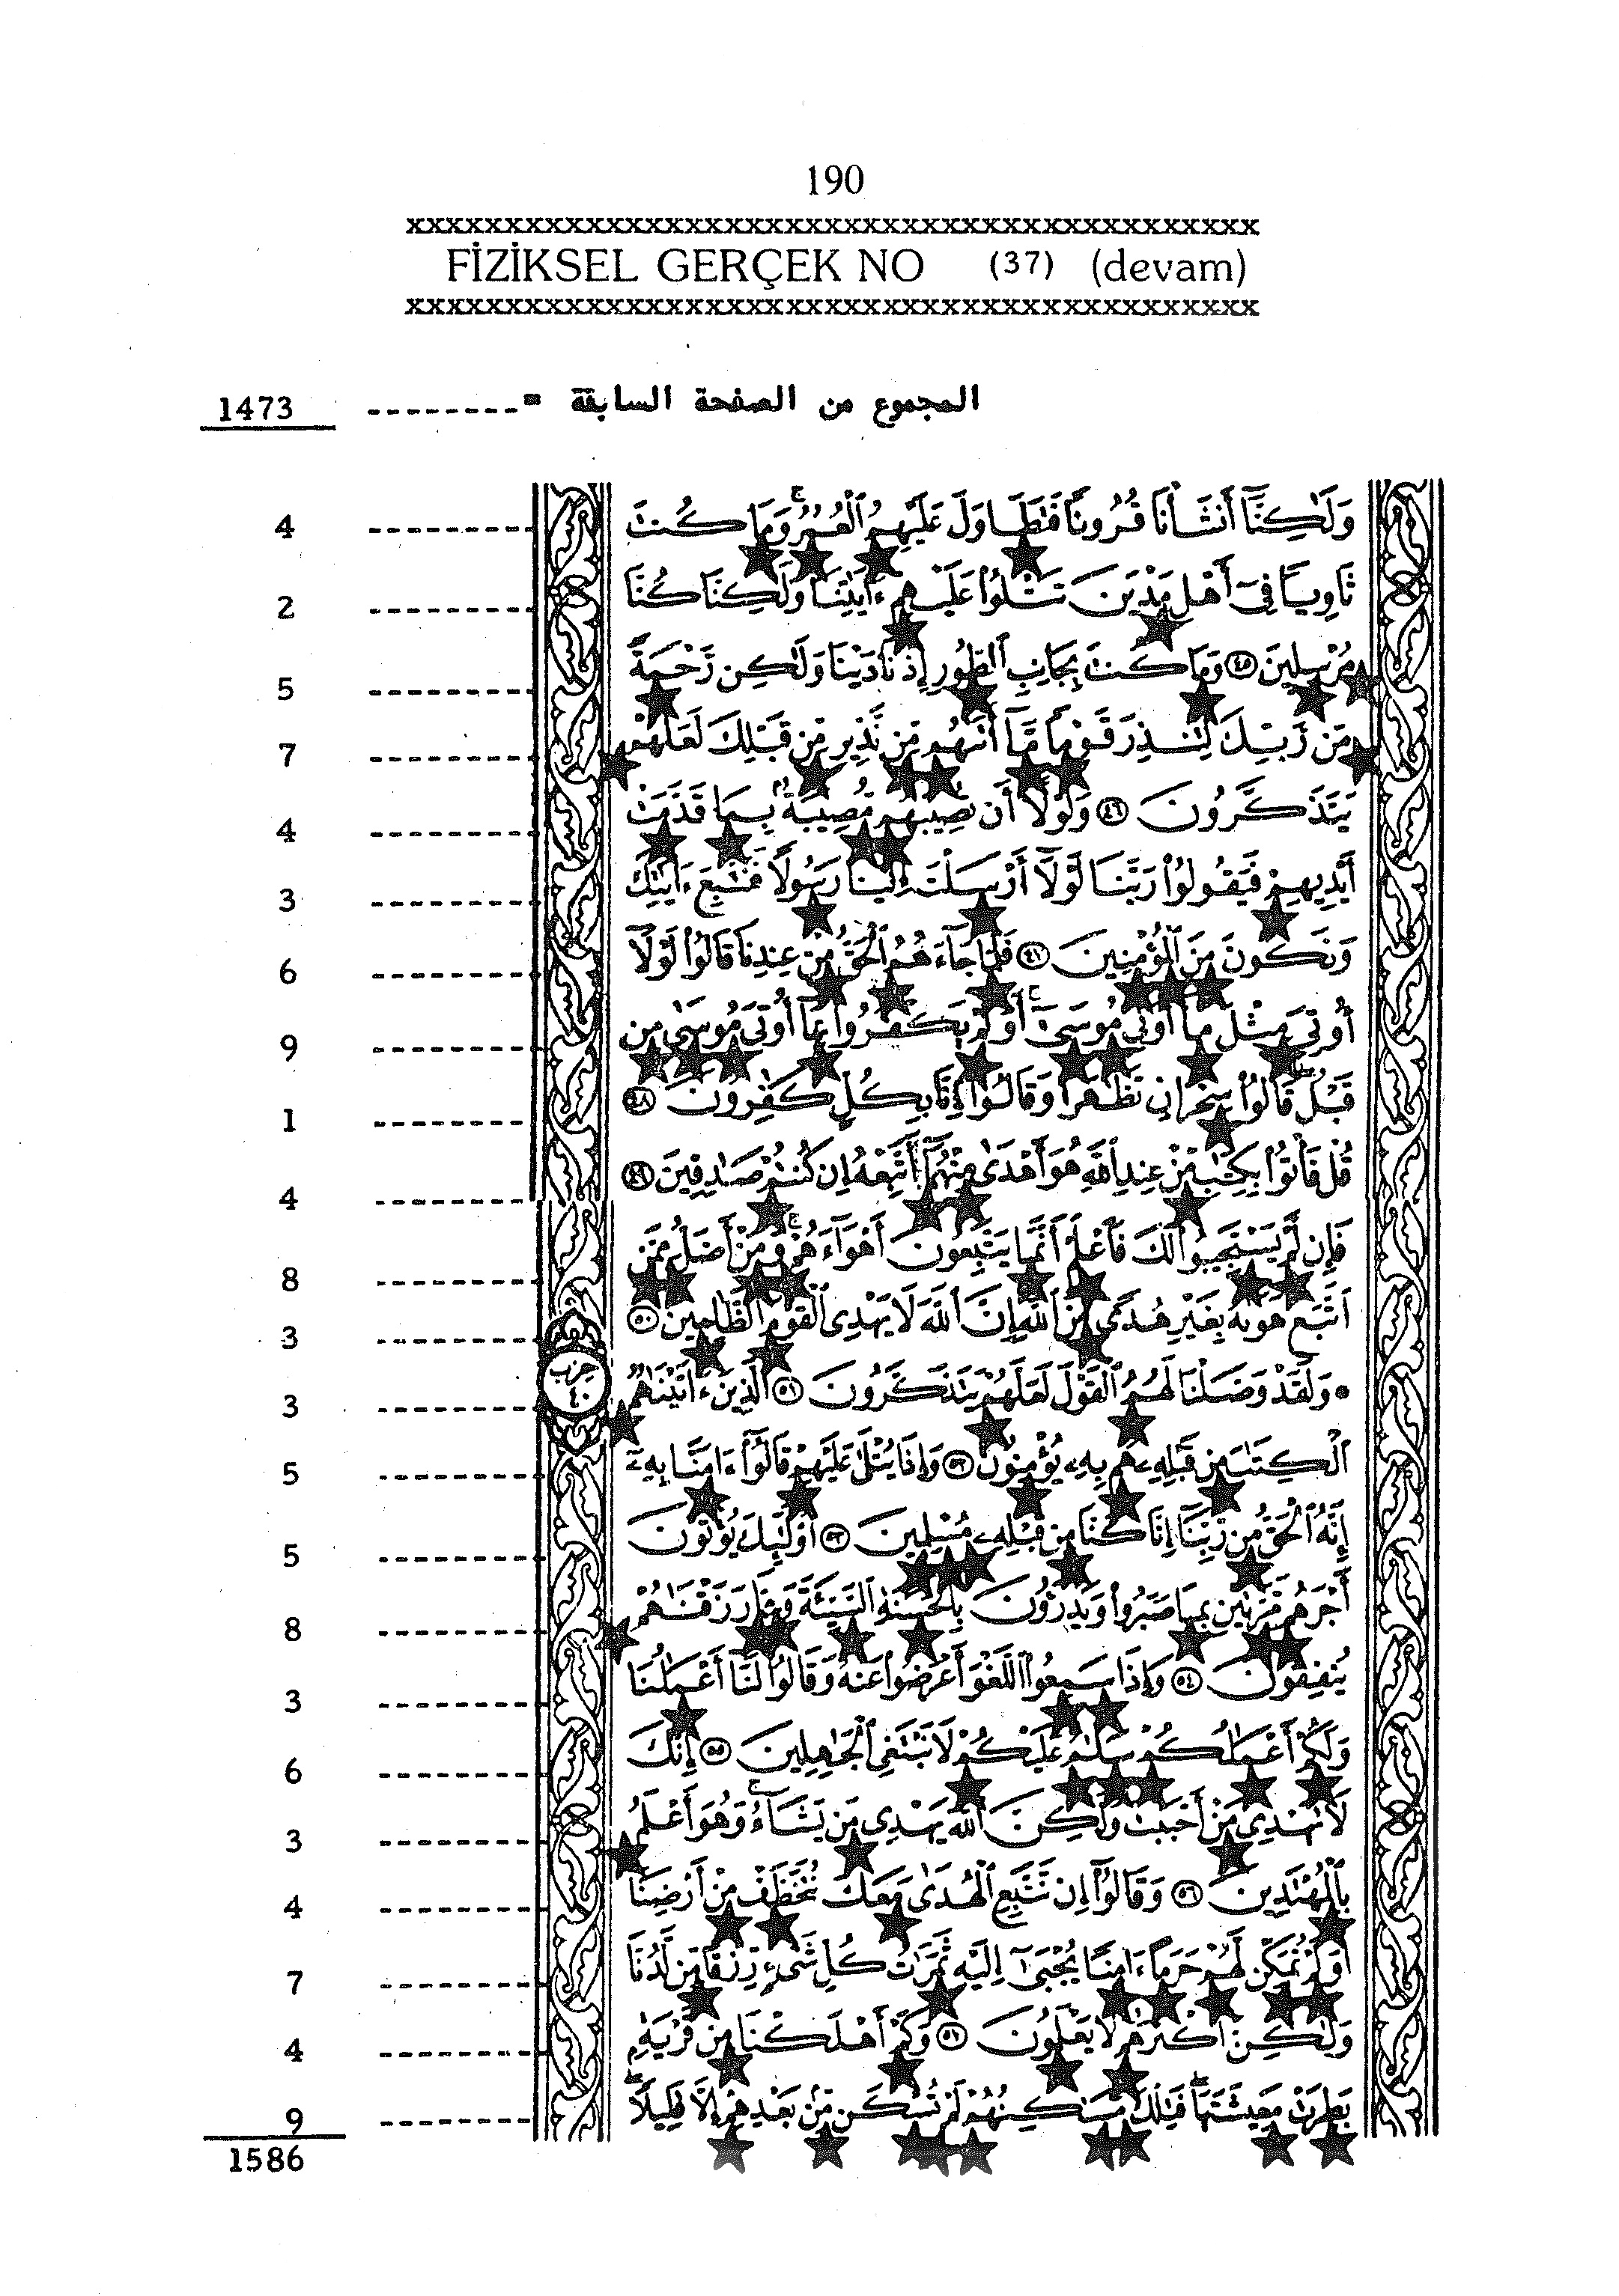 190
xxxxxxxxxxxxxxxxxxxxxxxxxxxxxxxxxxxxxxxxxxx
FİZİKSEL GERÇEK NO (37) (devam)
xxxxxxxxxxxxxxxxxxxxxxxxxxxxxxxxxxxxxxxxxxx
المجموع من الصفحة السابقة = -------- 1473
وَلَٰكِنَّآ أَنشَأْنَا قُرُونًا فَتَطَاوَلَ عَلَيْهِمُ ٱلْعُمُرُ ۚ وَمَا كُنتَ -------- 4
ثَاوِيًا فِىٓ أَهْلِ مَدْيَنَ تَتْلُوا۟ عَلَيْهِمْ ءَايَٰتِنَا وَلَٰكِنَّا كُنَّا -------- 2
مُرْسِلِينَ ٤٥ وَمَا كُنتَ بِجَانِبِ ٱلطُّورِ إِذْ نَادَيْنَا وَلَٰكِن رَّحْمَةً -------- 5
مِّن رَّبِّكَ لِتُنذِرَ قَوْمًا مَّآ أَتَىٰهُم مِّن نَّذِيرٍ مِّن قَبْلِكَ لَعَلَّهُمْ -------- 7
يَتَذَكَّرُونَ ٤٦ وَلَوْلَآ أَن تُصِيبَهُم مُّصِيبَةٌۢ بِمَا قَدَّمَتْ -------- 4
أَيْدِيهِمْ فَيَقُولُوا۟ رَبَّنَا لَوْلَآ أَرْسَلْتَ إِلَيْنَا رَسُولًا فَنَتَّبِعَ ءَايَٰتِكَ -------- 3
وَنَكُونَ مِنَ ٱلْمُؤْمِنِينَ ٤٧ فَلَمَّا جَآءَهُمُ ٱلْحَقُّ مِنْ عِندِنَا قَالُوا۟ لَوْلَآ -------- 6
أُوتِىَ مِثْلَ مَآ أُوتِىَ مُوسَىٰٓ ۚ أَوَلَمْ يَكْفُرُوا۟ بِمَآ أُوتِىَ مُوسَىٰ مِن -------- 9
قَبْلُ ۖ قَالُوا۟ سِحْرَانِ تَظَٰهَرَا وَقَالُوٓا۟ إِنَّا بِكُلٍّ كَٰفِرُونَ ٤٨ -------- 1
قُلْ فَأْتُوا۟ بِكِتَٰبٍ مِّنْ عِندِ ٱللَّهِ هُوَ أَهْدَىٰ مِنْهُمَآ أَتَّبِعْهُ إِن كُنتُمْ صَٰدِقِينَ ٤٩ -------- 4
فَإِن لَّمْ يَسْتَجِيبُوا۟ لَكَ فَٱعْلَمْ أَنَّمَا يَتَّبِعُونَ أَهْوَآءَهُمْ ۚ وَمَنْ أَضَلُّ مِمَّنِ -------- 8
ٱتَّبَعَ هَوَىٰهُ بِغَيْرِ هُدًى مِّنَ ٱللَّهِ إِنَّ ٱللَّهَ لَا يَهْدِى ٱلْقَوْمَ ٱلظَّٰلِمِينَ ٥٠ -------- 3
حزب ٤٠
• وَلَقَدْ وَصَّلْنَا لَهُمُ ٱلْقَوْلَ لَعَلَّهُمْ يَتَذَكَّرُونَ ٥١ ٱلَّذِينَ ءَاتَيْنَٰهُمُ -------- 3
ٱلْكِتَٰبَ مِن قَبْلِهِۦ هُم بِهِۦ يُؤْمِنُونَ ٥٢ وَإِذَا يُتْلَىٰ عَلَيْهِمْ قَالُوٓا۟ ءَامَنَّا بِهِۦٓ -------- 5
إِنَّهُ ٱلْحَقُّ مِن رَّبِّنَآ إِنَّا كُنَّا مِن قَبْلِهِۦ مُسْلِمِينَ ٥٣ أُو۟لَٰٓئِكَ يُؤْتَوْنَ -------- 5
أَجْرَهُم مَّرَّتَيْنِ بِمَا صَبَرُوا۟ وَيَدْرَءُونَ بِٱلْحَسَنَةِ ٱلسَّيِّئَةَ وَمِمَّا رَزَقْنَٰهُمْ -------- 8
يُنفِقُونَ ٥٤ وَإِذَا سَمِعُوا۟ ٱللَّغْوَ أَعْرَضُوا۟ عَنْهُ وَقَالُوا۟ لَنَآ أَعْمَٰلُنَا -------- 3
وَلَكُمْ أَعْمَٰلُكُمْ سَلَٰمٌ عَلَيْكُمْ لَا نَبْتَغِى ٱلْجَٰهِلِينَ ٥٥ إِنَّكَ -------- 6
لَا تَهْدِى مَنْ أَحْبَبْتَ وَلَٰكِنَّ ٱللَّهَ يَهْدِى مَن يَشَآءُ ۚ وَهُوَ أَعْلَمُ -------- 3
بِٱلْمُهْتَدِينَ ٥٦ وَقَالُوٓا۟ إِن نَّتَّبِعِ ٱلْهُدَىٰ مَعَكَ نُتَخَطَّفْ مِنْ أَرْضِنَآ -------- 4
أَوَلَمْ نُمَكِّن لَّهُمْ حَرَمًا ءَامِنًا يُجْبَىٰٓ إِلَيْهِ ثَمَرَٰتُ كُلِّ شَىْءٍ رِّزْقًا مِّن لَّدُنَّا -------- 7
وَلَٰكِنَّ أَكْثَرَهُمْ لَا يَعْلَمُونَ ٥٧ وَكَمْ أَهْلَكْنَا مِن قَرْيَةٍۭ -------- 4
بَطِرَتْ مَعِيشَتَهَا ۖ فَتِلْكَ مَسَٰكِنُهُمْ لَمْ تُسْكَن مِّنۢ بَعْدِهِمْ إِلَّا قَلِيلًا ۖ -------- 9
1586